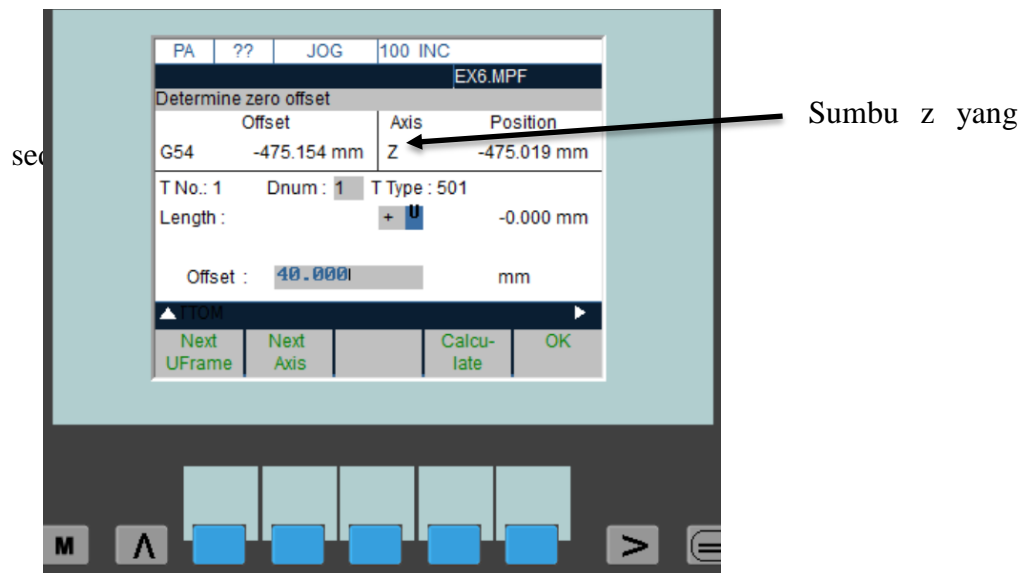 PA ?? JOG 100 INC
EX6.MPF
Determine zero offset
Offset Axis Position
G54 -475.154 mm Z -475.019 mm
Sumbu z yang
T No.: 1 Dnum : 1 T Type : 501
Length : + U -0.000 mm
Offset : 40.000 mm
Next UFrame
Next Axis
Calcu- late
OK
M Λ >